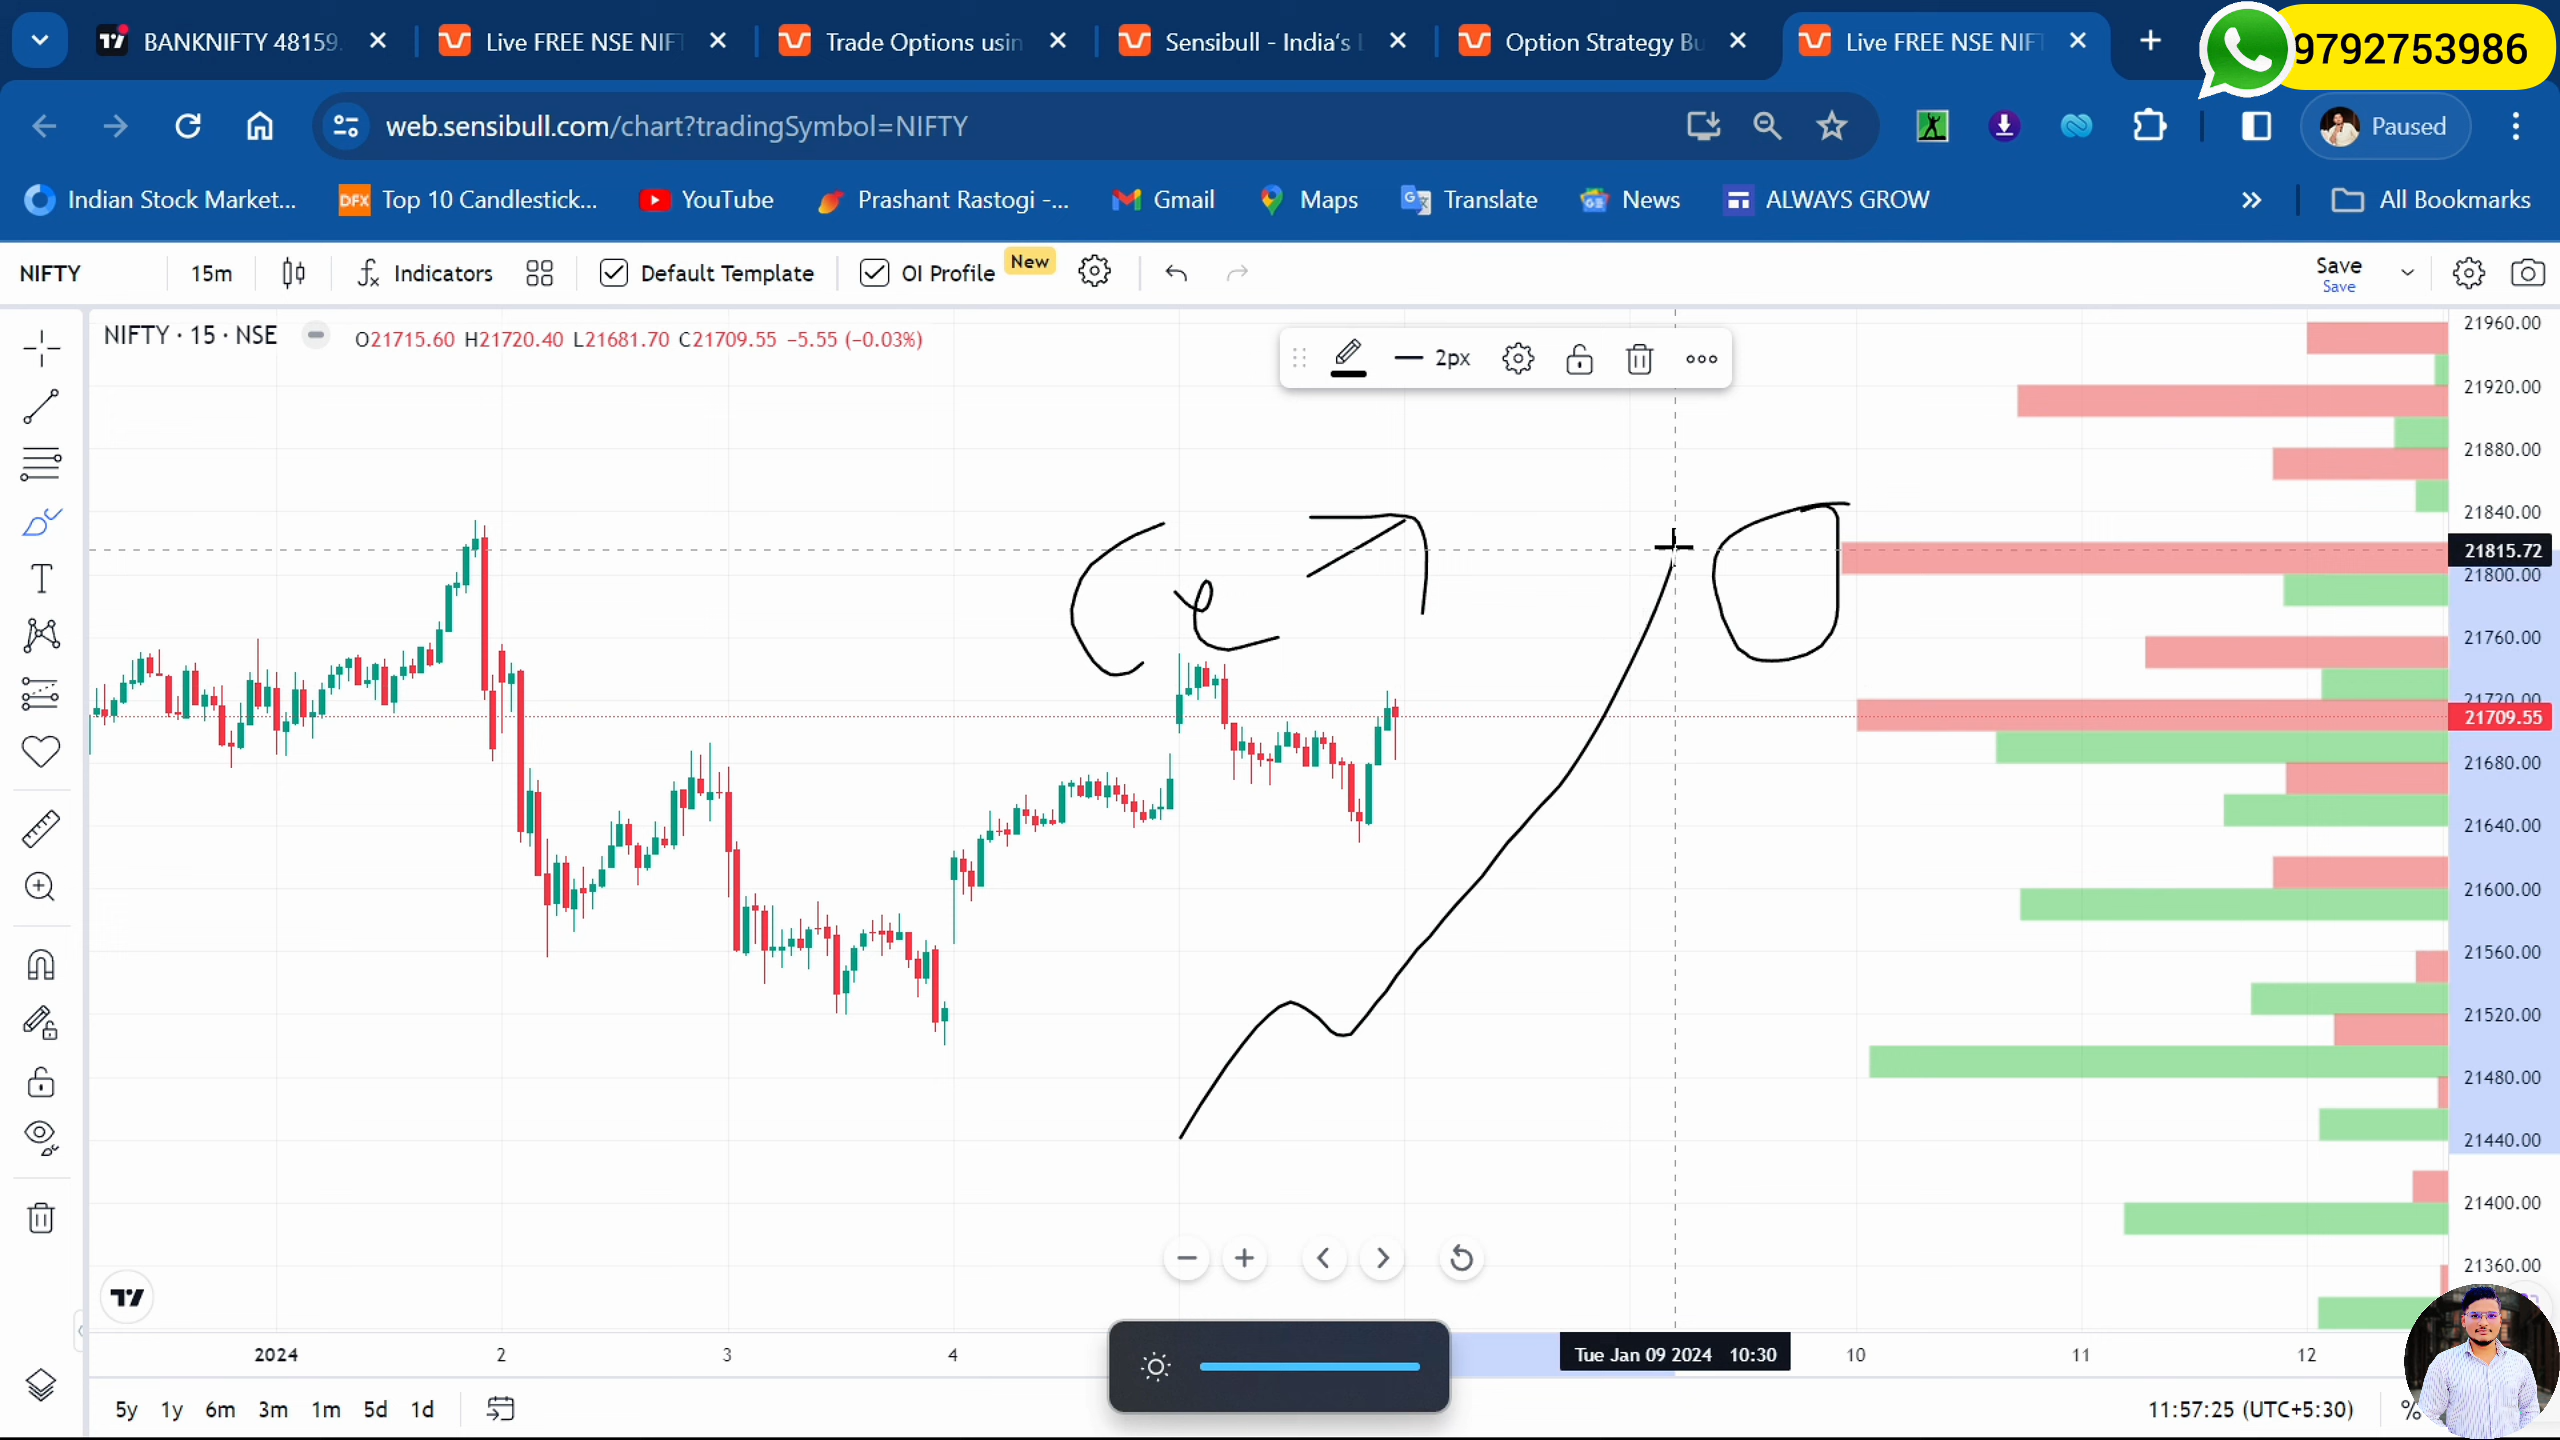 BANKNIFTY 48159.
Live FREE NSE NIF
Trade Options usin
Sensibull - India's
Option Strategy Bu
Live FREE NSE NIF
9792753986
web.sensibull.com/chart?tradingSymbol=NIFTY
Paused
Indian Stock Market...
DFX
Top 10 Candlestick...
YouTube
Prashant Rastogi -...
Gmail
Maps
Translate
News
ALWAYS GROW
All Bookmarks
NIFTY
15m
Indicators
Default Template
OI Profile
New
Save
Save
NIFTY · 15 · NSE
O21715.60 H21720.40 L21681.70 C21709.55 −5.55 (−0.03%)
2px
Ce
21960.00
21920.00
21880.00
21840.00
21815.72
21800.00
21760.00
21720.00
21709.55
21680.00
21640.00
21600.00
21560.00
21520.00
21480.00
21440.00
21400.00
21360.00
2024
2
3
4
Tue Jan 09 2024 10:30
10
11
12
5y
1y
6m
3m
1m
5d
1d
11:57:25 (UTC+5:30)
%